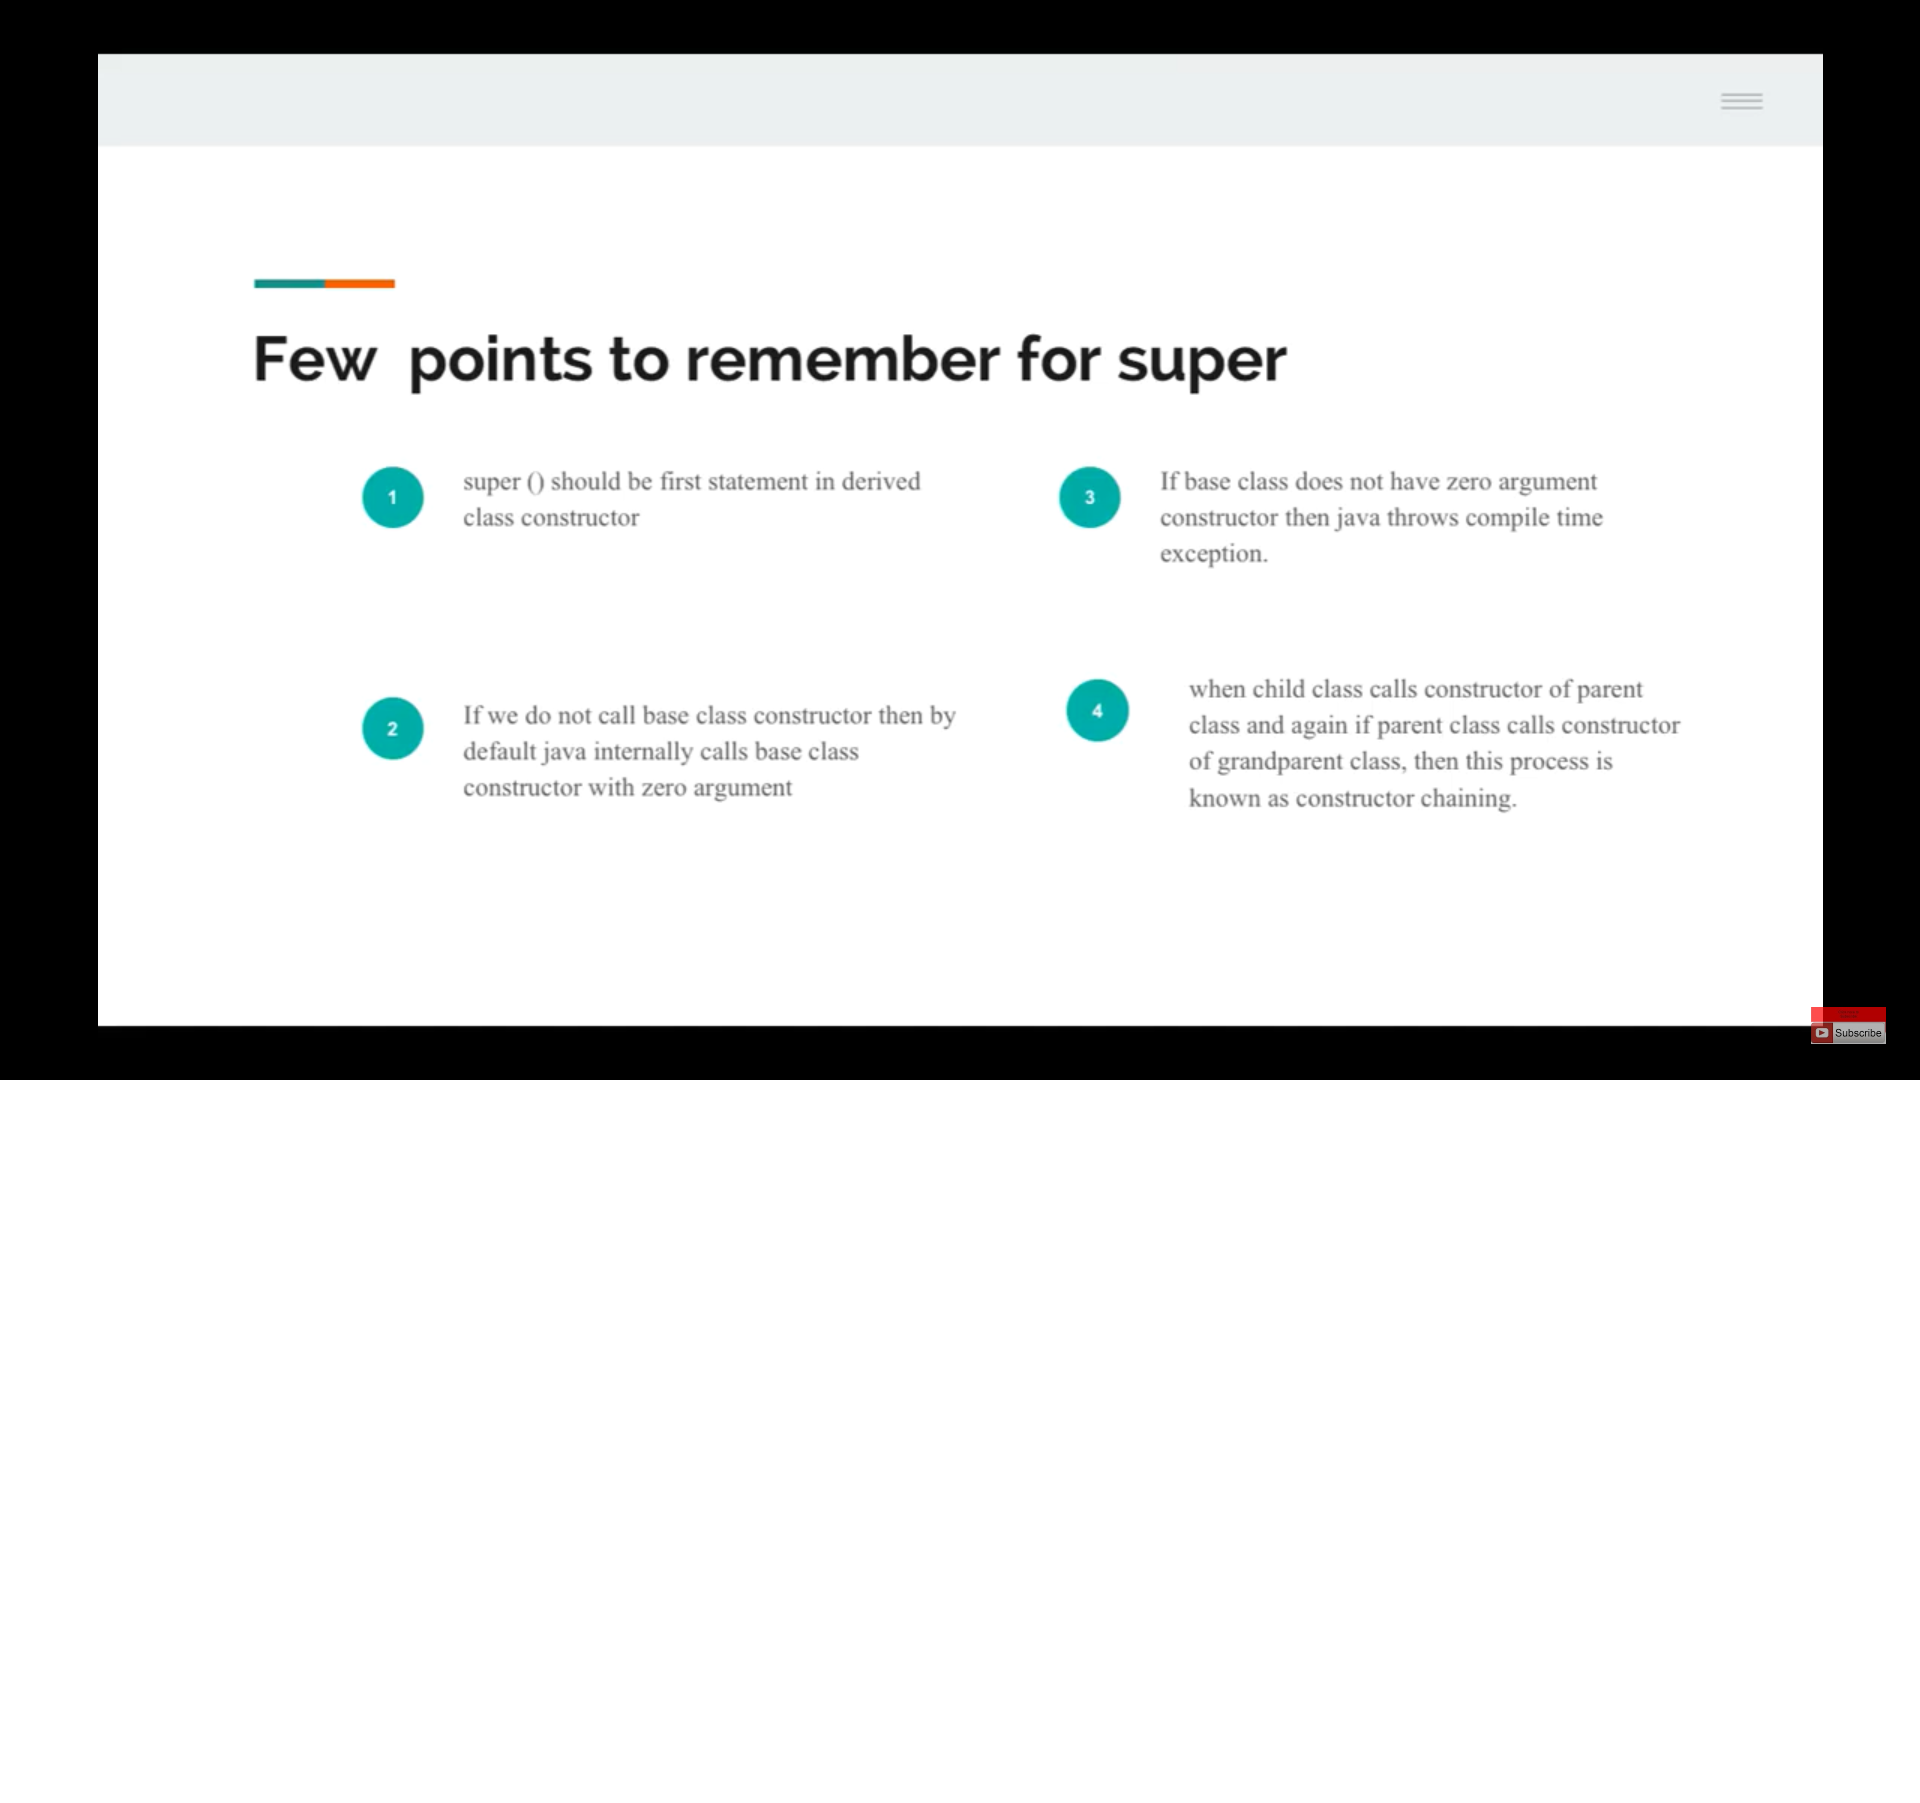 Few points to remember for super
1
super () should be first statement in derived
class constructor
2
If we do not call base class constructor then by
default java internally calls base class
constructor with zero argument
3
If base class does not have zero argument
constructor then java throws compile time
exception.
4
when child class calls constructor of parent
class and again if parent class calls constructor
of grandparent class, then this process is
known as constructor chaining.
Subscribe